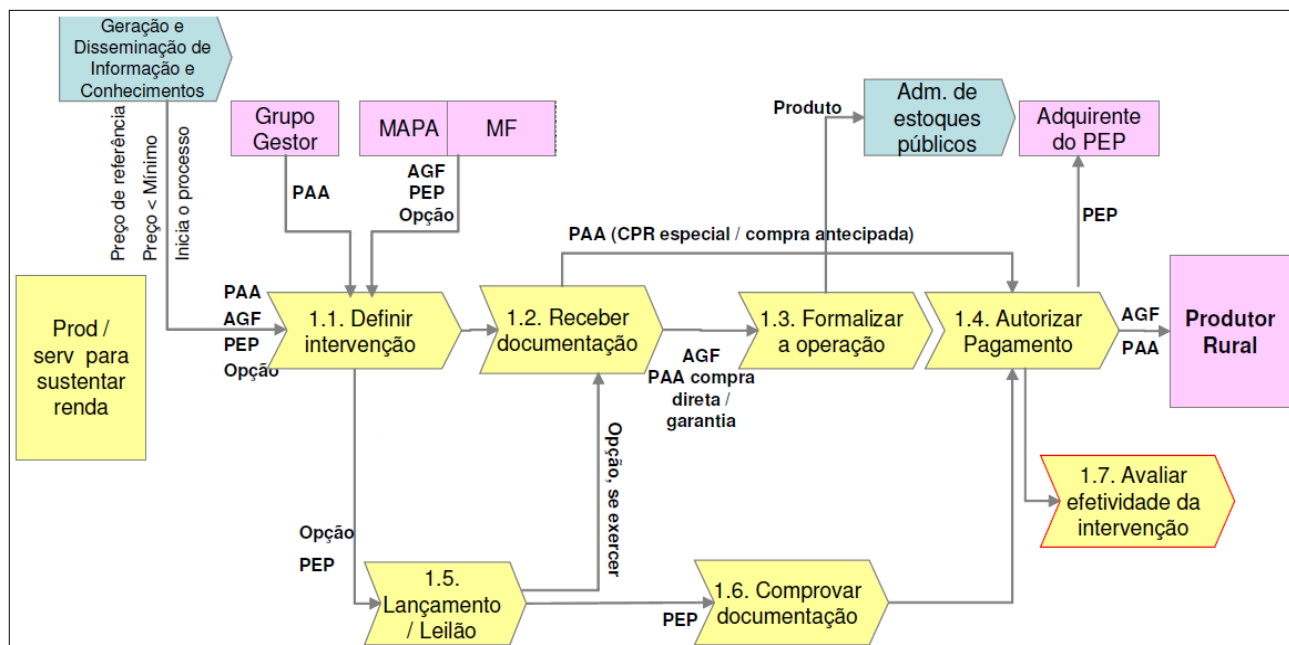 Geração e
Disseminação de
Informação e
Conhecimentos
Preço de referência
Preço < Mínimo
Inicia o processo
Grupo
Gestor
MAPA
MF
PAA
AGF
PEP
Opção
Produto
Adm. de
estoques
públicos
Adquirente
do PEP
PEP
PAA (CPR especial / compra antecipada)
Prod /
serv para
sustentar
renda
PAA
AGF
PEP
Opção
1.1. Definir
intervenção
1.2. Receber
documentação
AGF
PAA compra
direta /
garantia
1.3. Formalizar
a operação
1.4. Autorizar
Pagamento
AGF
PAA
Produtor
Rural
Opção, se exercer
1.7. Avaliar
efetividade da
intervenção
Opção
PEP
1.5.
Lançamento
/ Leilão
PEP
1.6. Comprovar
documentação